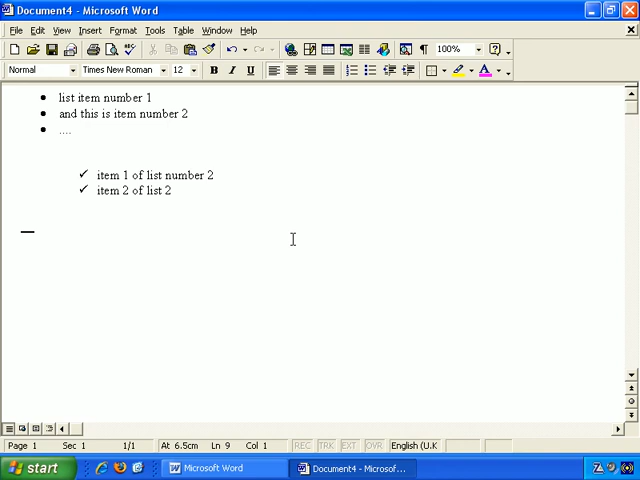 Document4 - Microsoft Word
File Edit View Insert Format Tools Table Window Help
100%
Normal Times New Roman 12 B I U
• list item number 1
• and this is item number 2
• ....
✓ item 1 of list number 2
✓ item 2 of list 2
Page 1 Sec 1 1/1 At 6.5cm Ln 9 Col 1 REC TRK EXT OVR English (U.K
start Microsoft Word Document4 - Microsof...